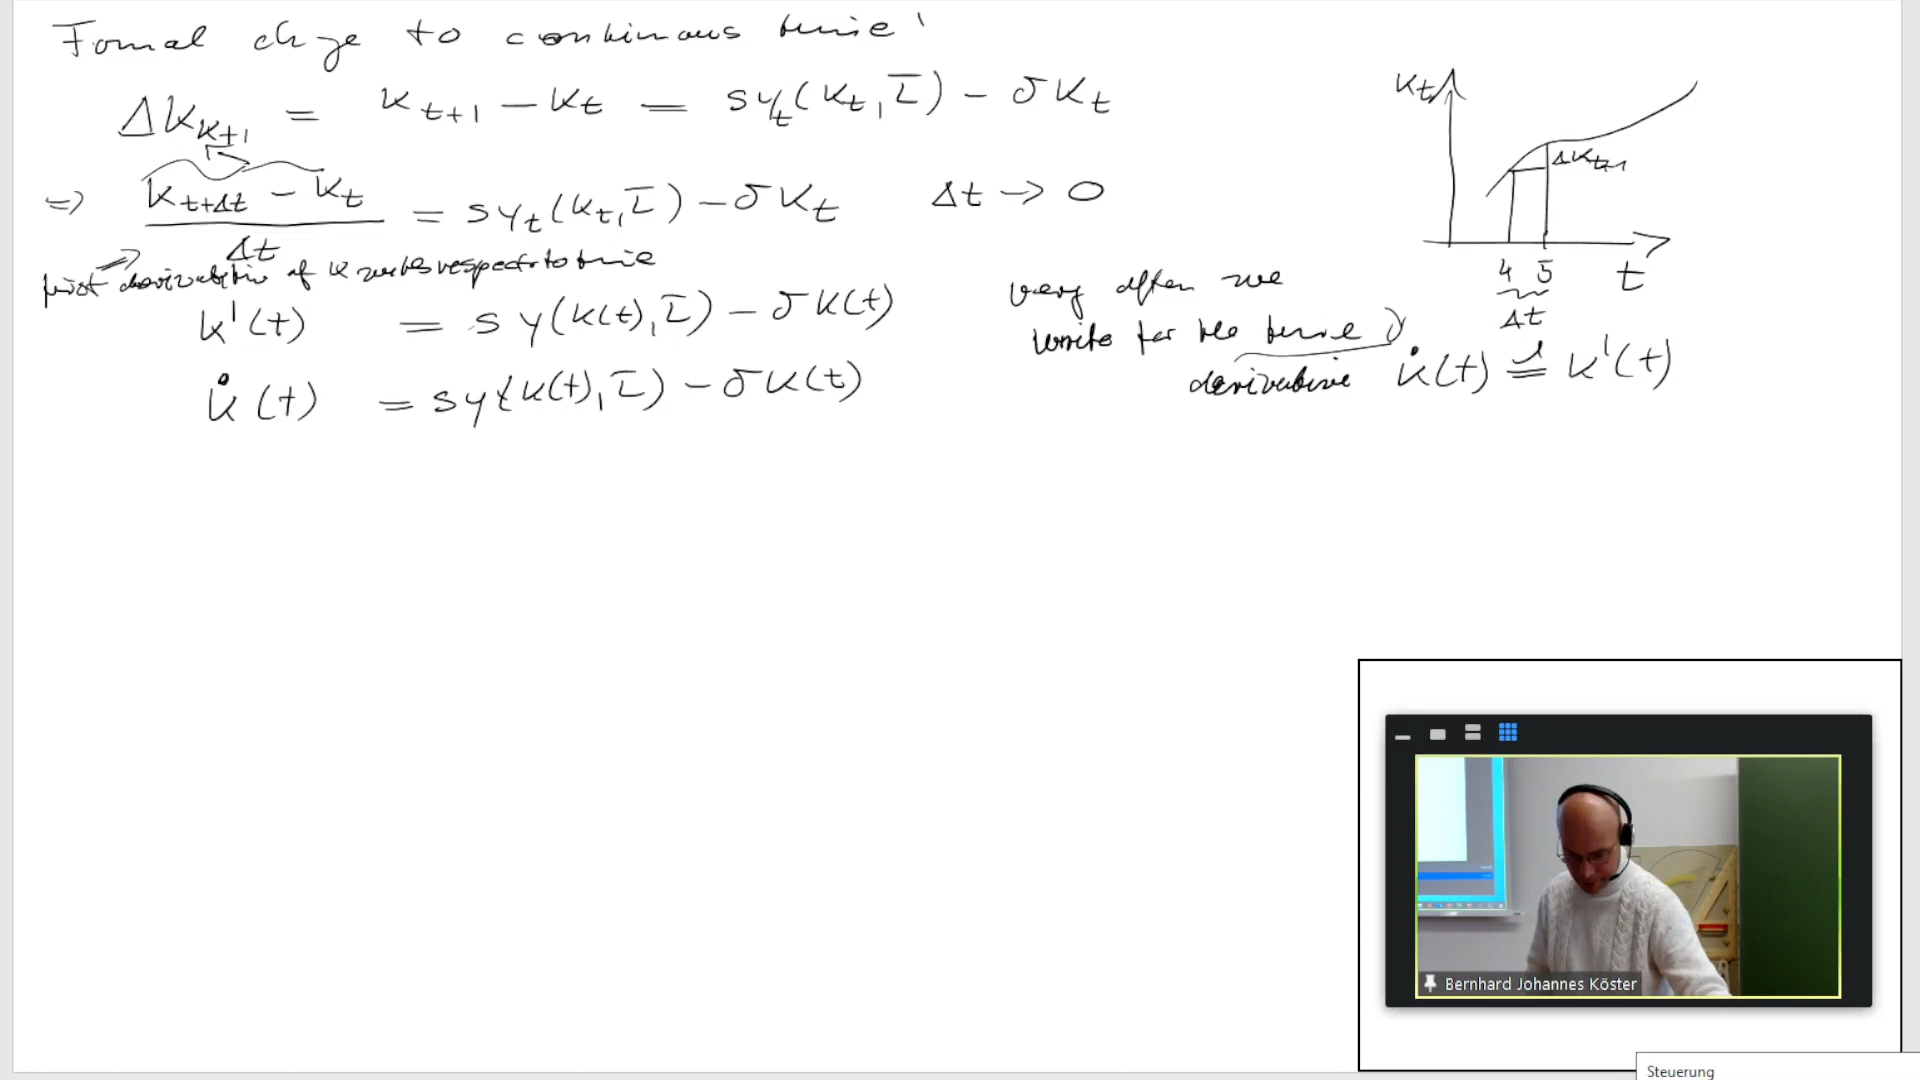 Formal change to continuous time!
ΔK_{K+1} = K_{t+1} - K_t = s y_t(K_t, L̄) - δK_t
=> (K_{t+Δt} - K_t) / Δt = s y_t(K_t, L̄) - δK_t Δt -> 0
=> first derivative of K with respect to time
K'(t) = s y(K(t), L̄) - δK(t)
K̇(t) = s y(K(t), L̄) - δK(t)
K_t
ΔK_{t+1}
4 5 t
Δt
very often we
write for the time
derivative K̇(t) = K'(t)
Bernhard Johannes Köster
Steuerung